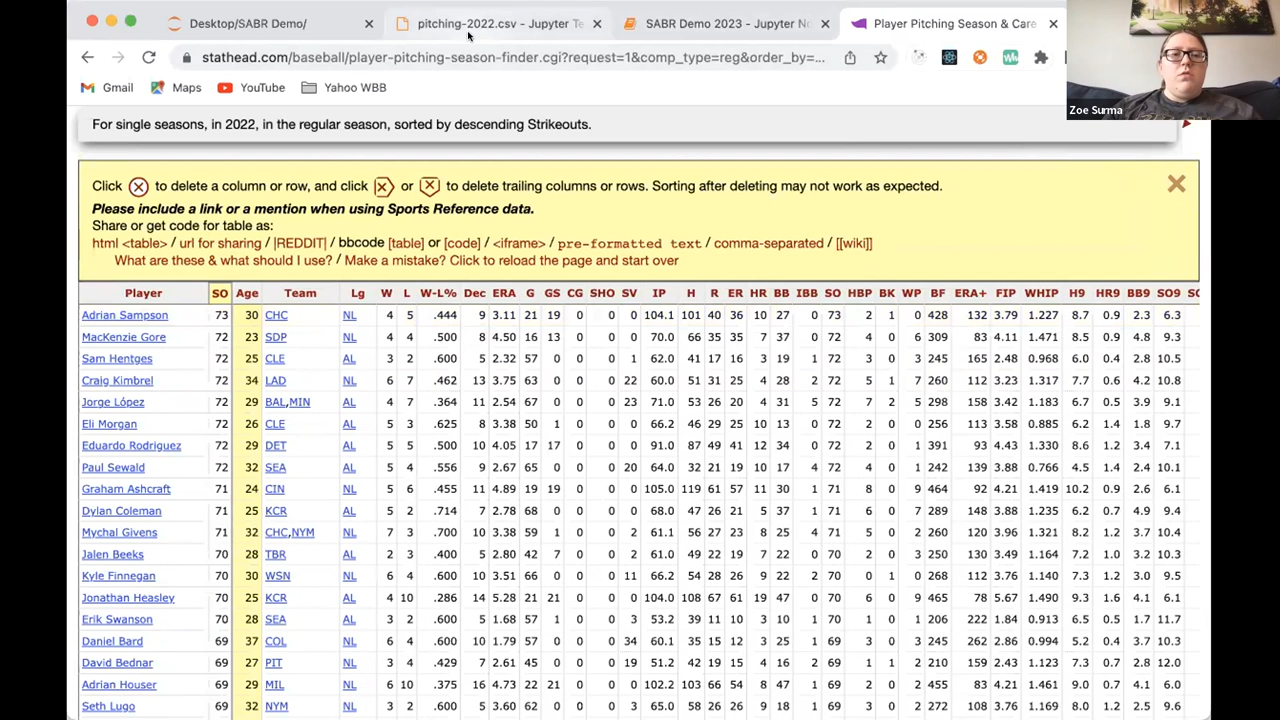 Desktop/SABR Demo/ pitching-2022.csv - Jupyter Te SABR Demo 2023 - Jupyter No Player Pitching Season & Care
stathead.com/baseball/player-pitching-season-finder.cgi?request=1&comp_type=reg&order_by=...
Gmail Maps YouTube Yahoo WBB
Zoe Surma
For single seasons, in 2022, in the regular season, sorted by descending Strikeouts.
Click to delete a column or row, and click or to delete trailing columns or rows. Sorting after deleting may not work as expected.
Please include a link or a mention when using Sports Reference data.
Share or get code for table as:
html <table> / url for sharing / |REDDIT| / bbcode [table] or [code] / <iframe> / pre-formatted text / comma-separated / [[wiki]]
What are these & what should I use? / Make a mistake? Click to reload the page and start over
Player SO Age Team Lg W L W-L% Dec ERA G GS CG SHO SV IP H R ER HR BB IBB SO HBP BK WP BF ERA+ FIP WHIP H9 HR9 BB9 SO9
Adrian Sampson 73 30 CHC NL 4 5 .444 9 3.11 21 19 0 0 0 104.1 101 40 36 10 27 0 73 2 1 0 428 132 3.79 1.227 8.7 0.9 2.3 6.3
MacKenzie Gore 72 23 SDP NL 4 4 .500 8 4.50 16 13 0 0 0 70.0 66 35 35 7 37 0 72 4 0 6 309 83 4.11 1.471 8.5 0.9 4.8 9.3
Sam Hentges 72 25 CLE AL 3 2 .600 5 2.32 57 0 0 0 1 62.0 41 17 16 3 19 1 72 3 0 3 245 165 2.48 0.968 6.0 0.4 2.8 10.5
Craig Kimbrel 72 34 LAD NL 6 7 .462 13 3.75 63 0 0 0 22 60.0 51 31 25 4 28 2 72 5 1 7 260 112 3.23 1.317 7.7 0.6 4.2 10.8
Jorge López 72 29 BAL,MIN AL 4 7 .364 11 2.54 67 0 0 0 23 71.0 53 26 20 4 31 5 72 7 2 5 298 158 3.42 1.183 6.7 0.5 3.9 9.1
Eli Morgan 72 26 CLE AL 5 3 .625 8 3.38 50 1 0 0 0 66.2 46 29 25 10 13 0 72 2 0 0 256 113 3.58 0.885 6.2 1.4 1.8 9.7
Eduardo Rodriguez 72 29 DET AL 5 5 .500 10 4.05 17 17 0 0 0 91.0 87 49 41 12 34 0 72 4 0 1 391 93 4.43 1.330 8.6 1.2 3.4 7.1
Paul Sewald 72 32 SEA AL 5 4 .556 9 2.67 65 0 0 0 20 64.0 32 21 19 10 17 4 72 4 0 1 242 139 3.88 0.766 4.5 1.4 2.4 10.1
Graham Ashcraft 71 24 CIN NL 5 6 .455 11 4.89 19 19 1 0 0 105.0 119 61 57 11 30 1 71 8 0 9 464 92 4.21 1.419 10.2 0.9 2.6 6.1
Dylan Coleman 71 25 KCR AL 5 2 .714 7 2.78 68 0 0 0 0 68.0 47 26 21 5 37 1 71 6 0 7 289 148 3.88 1.235 6.2 0.7 4.9 9.4
Mychal Givens 71 32 CHC,NYM NL 7 3 .700 10 3.38 59 1 0 0 2 61.1 56 27 23 8 25 4 71 5 0 2 260 120 3.96 1.321 8.2 1.2 3.7 10.4
Jalen Beeks 70 28 TBR AL 2 3 .400 5 2.80 42 7 0 0 2 61.0 49 22 19 7 22 0 70 2 0 3 250 130 3.49 1.164 7.2 1.0 3.2 10.3
Kyle Finnegan 70 30 WSN NL 6 4 .600 10 3.51 66 0 0 0 11 66.2 54 28 26 9 22 2 70 0 1 0 268 112 3.76 1.140 7.3 1.2 3.0 9.5
Jonathan Heasley 70 25 KCR AL 4 10 .286 14 5.28 21 21 0 0 0 104.0 108 67 61 19 47 0 70 6 0 9 465 78 5.67 1.490 9.3 1.6 4.1 6.1
Erik Swanson 70 28 SEA AL 3 2 .600 5 1.68 57 1 0 0 3 53.2 39 11 10 3 10 1 70 1 0 1 206 222 1.84 0.913 6.5 0.5 1.7 11.7
Daniel Bard 69 37 COL NL 6 4 .600 10 1.79 57 0 0 0 34 60.1 35 15 12 3 25 1 69 3 0 3 245 262 2.86 0.994 5.2 0.4 3.7 10.3
David Bednar 69 27 PIT NL 3 4 .429 7 2.61 45 0 0 0 19 51.2 42 19 15 4 16 2 69 1 1 2 210 159 2.43 1.123 7.3 0.7 2.8 12.0
Adrian Houser 69 29 MIL NL 6 10 .375 16 4.73 22 21 0 0 0 102.2 103 66 54 8 47 0 69 6 0 2 455 83 4.21 1.461 9.0 0.7 4.1 6.0
Seth Lugo 69 32 NYM NL 3 2 .600 5 3.60 62 0 0 0 3 65.0 58 26 26 9 18 1 69 2 0 2 272 108 3.76 1.169 8.0 1.2 2.5 9.6